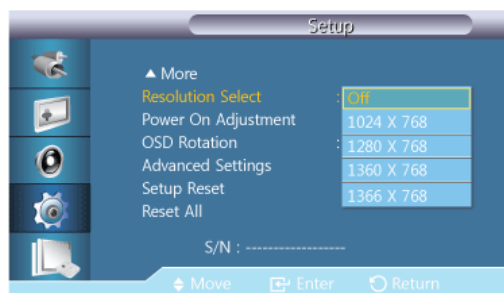 Setup
▲ More
Resolution Select : Off
Power On Adjustment 1024 X 768
OSD Rotation : 1280 X 768
Advanced Settings 1360 X 768
Setup Reset 1366 X 768
Reset All
S/N : ------------------
Move Enter Return